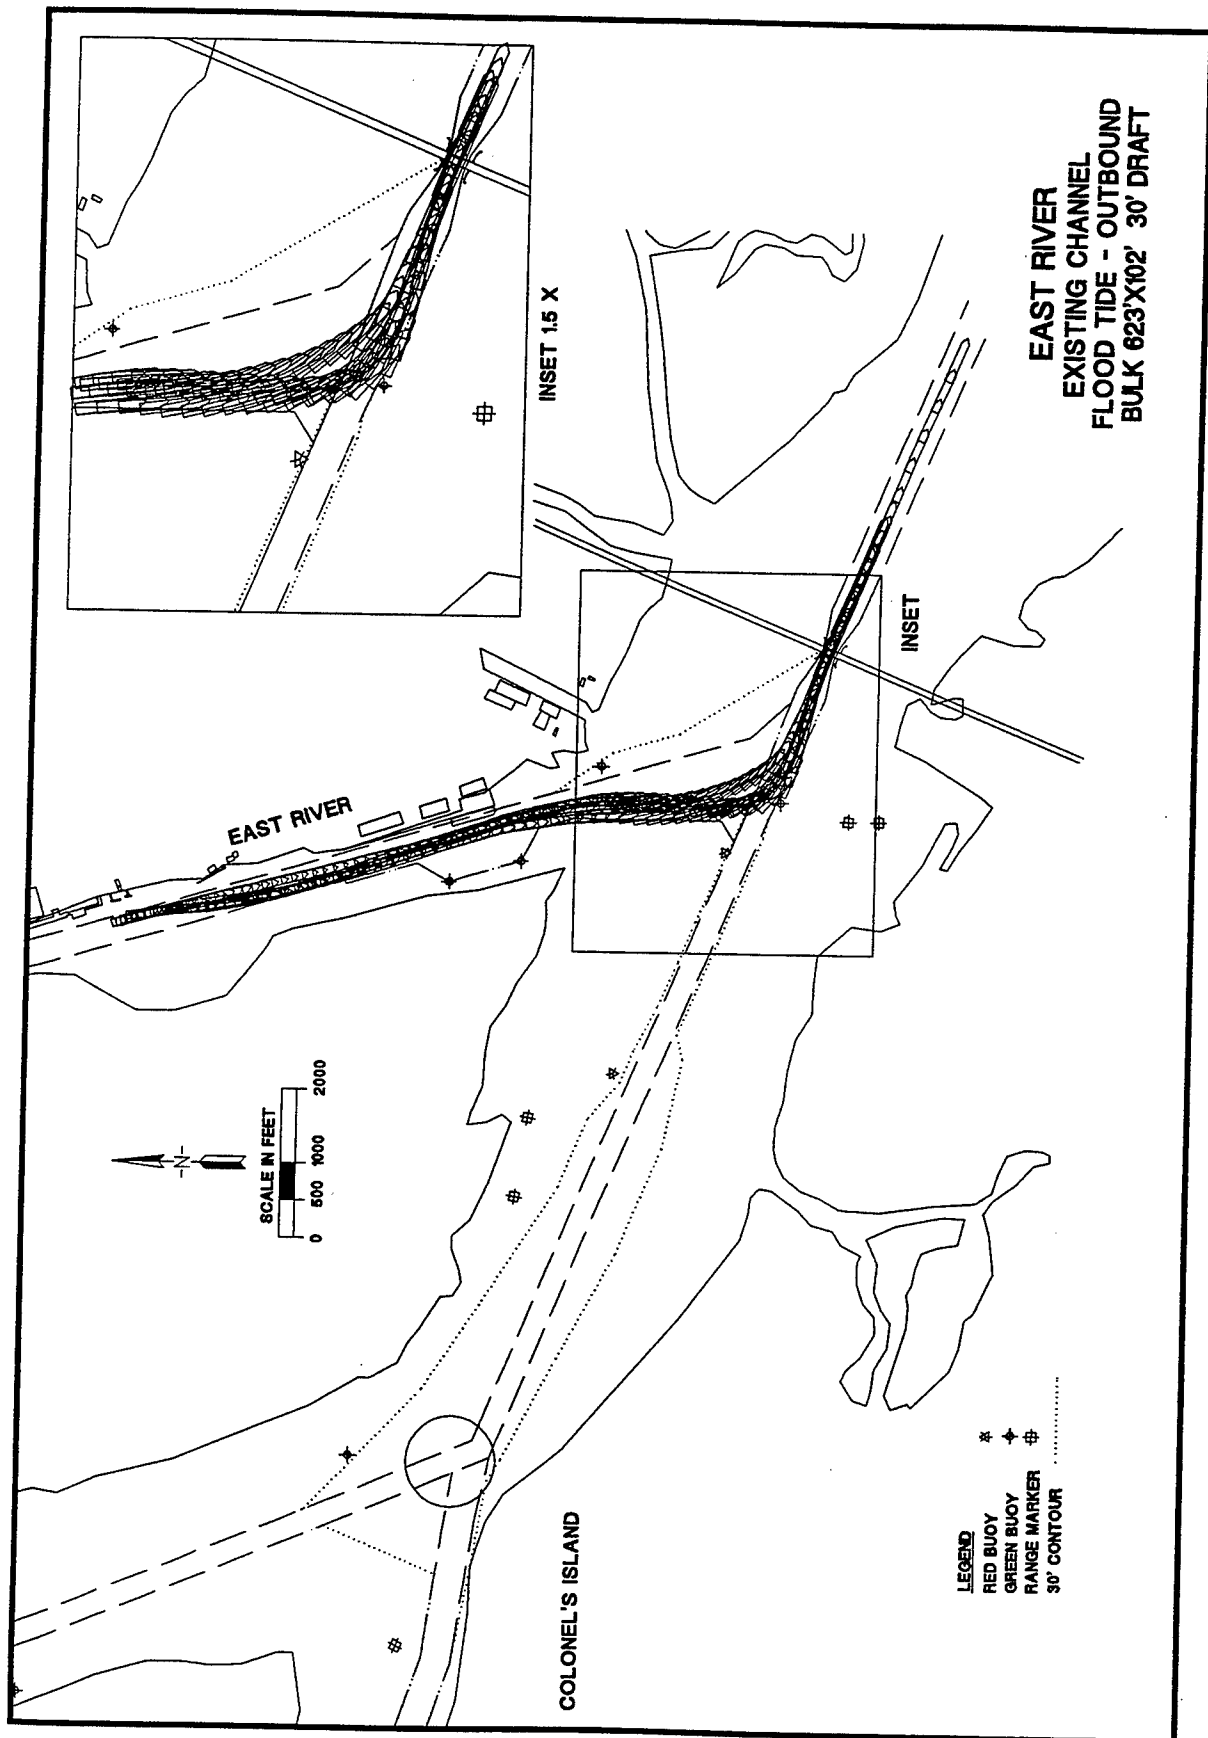 EAST RIVER
EXISTING CHANNEL
FLOOD TIDE - OUTBOUND
BULK 623'X102' 30' DRAFT
INSET 1.5 X
INSET
EAST RIVER
-N-
SCALE IN FEET
0 500 1000 2000
COLONEL'S ISLAND
LEGEND
RED BUOY
GREEN BUOY
RANGE MARKER
30' CONTOUR